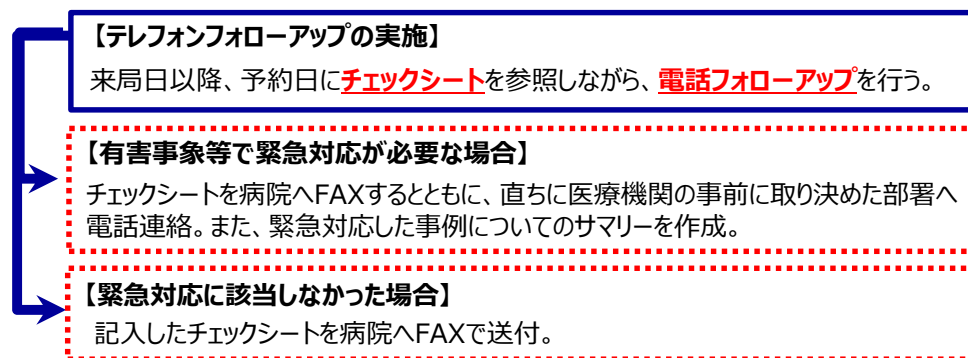 【テレフォンフォローアップの実施】
来局日以降、予約日にチェックシートを参照しながら、電話フォローアップを行う。
【有害事象等で緊急対応が必要な場合】
チェックシートを病院へFAXするとともに、直ちに医療機関の事前に取り決めた部署へ
電話連絡。また、緊急対応した事例についてのサマリーを作成。
【緊急対応に該当しなかった場合】
記入したチェックシートを病院へFAXで送付。